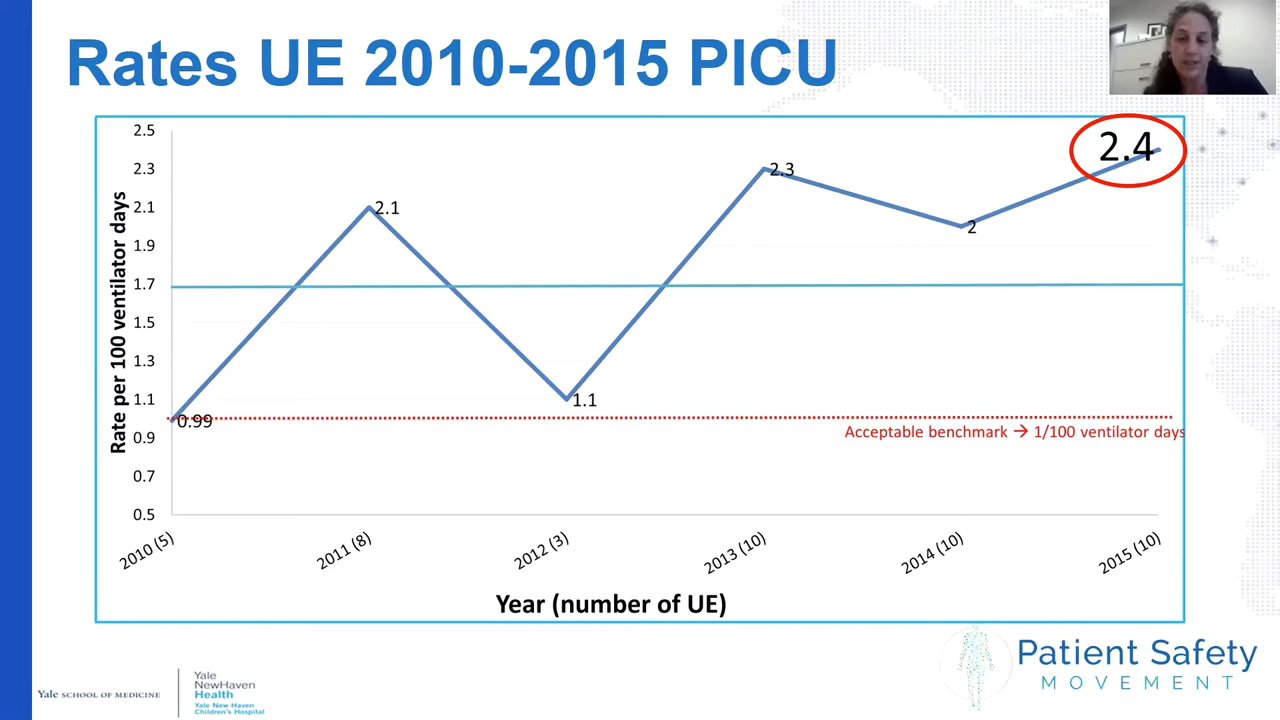 Rates UE 2010-2015 PICU
Rate per 100 ventilator days
2.5
2.3
2.1
1.9
1.7
1.5
1.3
1.1
0.9
0.7
0.5
0.99
2.1
1.1
2.3
2
2.4
Acceptable benchmark → 1/100 ventilator days
2010 (5)
2011 (8)
2012 (3)
2013 (10)
2014 (10)
2015 (10)
Year (number of UE)
Yale SCHOOL OF MEDICINE
Yale
NewHaven
Health
Yale New Haven
Children's Hospital
Patient Safety
MOVEMENT